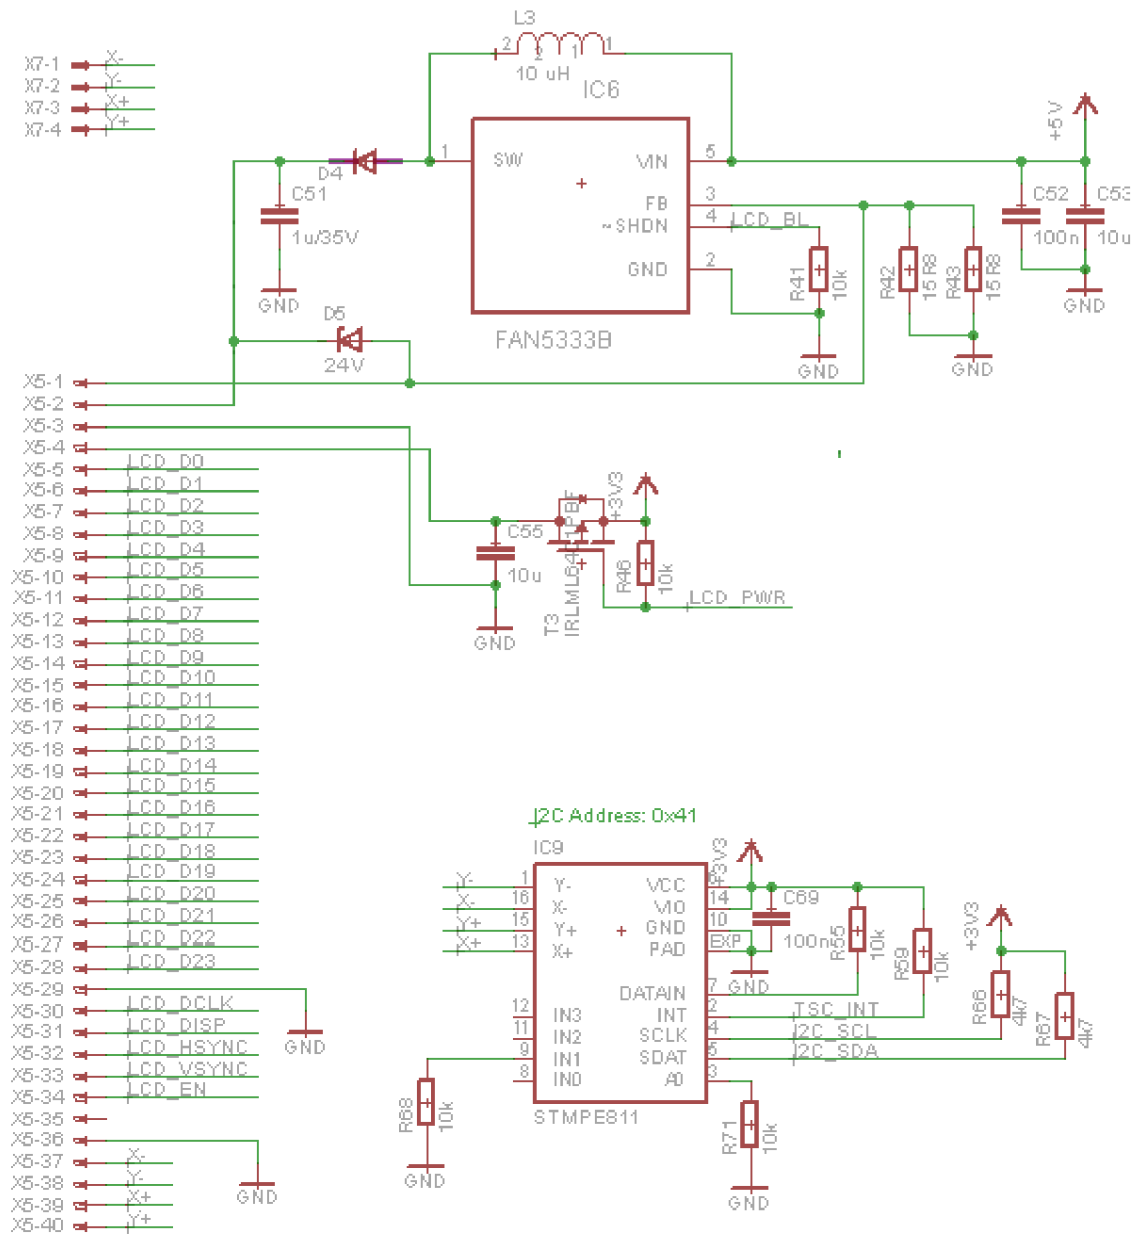 L3
2 2 1 1
10 uH
IC6
X7-1 X-
X7-2 Y-
X7-3 X+
X7-4 Y+
+5V
1 SW VIN 5
D4
C51
1u/35V
GND
FB 3
~SHDN 4 LCD_BL
GND 2
R41 10k
GND
R42 15R8
R43 15R8
GND
C52
100n
C53
10u
GND
FAN5333B
D5
24V
X5-1
X5-2
X5-3
X5-4
X5-5 LCD_D0
X5-6 LCD_D1
X5-7 LCD_D2
X5-8 LCD_D3
X5-9 LCD_D4
X5-10 LCD_D5
X5-11 LCD_D6
X5-12 LCD_D7
X5-13 LCD_D8
X5-14 LCD_D9
X5-15 LCD_D10
X5-16 LCD_D11
X5-17 LCD_D12
X5-18 LCD_D13
X5-19 LCD_D14
X5-20 LCD_D15
X5-21 LCD_D16
X5-22 LCD_D17
X5-23 LCD_D18
X5-24 LCD_D19
X5-25 LCD_D20
X5-26 LCD_D21
X5-27 LCD_D22
X5-28 LCD_D23
X5-29
X5-30 LCD_DCLK
X5-31 LCD_DISP
X5-32 LCD_HSYNC
X5-33 LCD_VSYNC
X5-34 LCD_EN
X5-35
X5-36
X5-37 X-
X5-38 Y-
X5-39 X+
X5-40 Y+
GND
GND
C55
10u
GND
T3
+3V3
R46 10k
LCD_PWR
I2C Address: 0x41
IC9
+3V3
Y- 1 Y- VCC
X- 16 X- VIO 14
Y+ 15 Y+ GND 10
X+ 13 X+ PAD EXP
C69
100n
GND
R55 10k
R59 10k
+3V3
R66 4k7
R67 4k7
DATAIN 7
12 IN3 INT 2 TSC_INT
11 IN2 SCLK 4 I2C_SCL
9 IN1 SDAT 5 I2C_SDA
8 IN0 A0 3
STMPE811
R68 10k
GND
R71 10k
GND